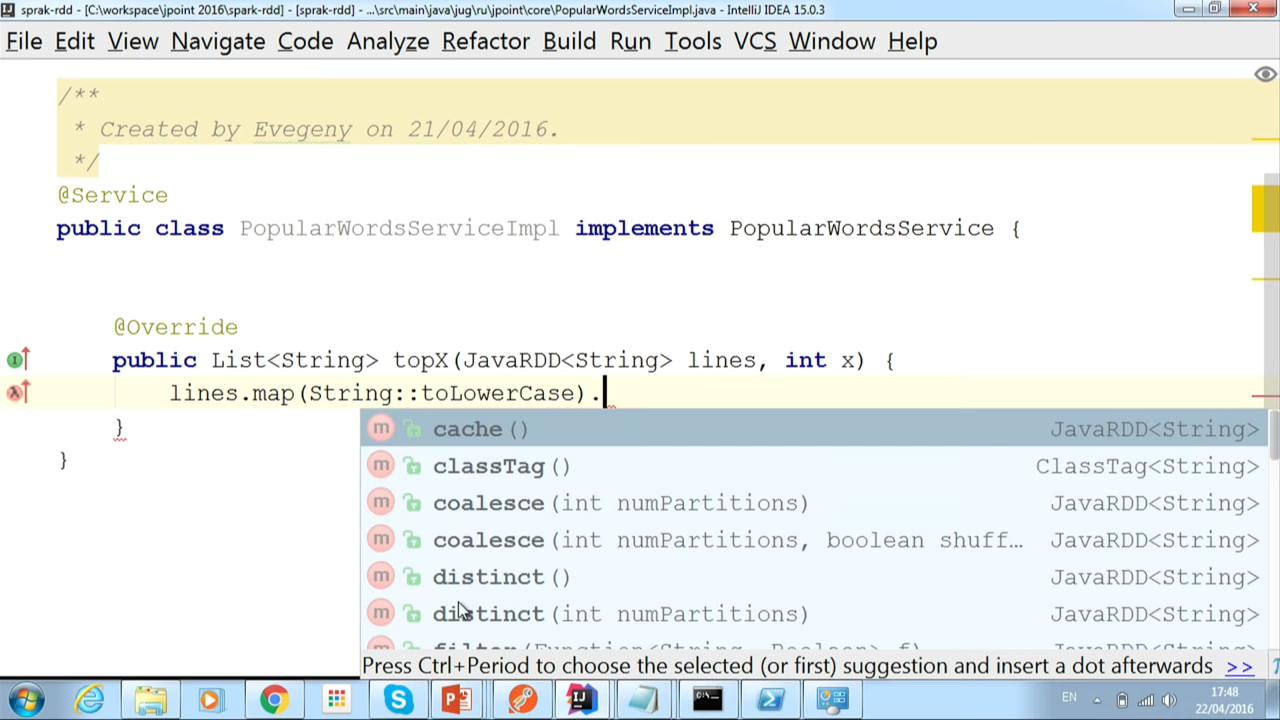 sprak-rdd - [C:\workspace\jpoint 2016\spark-rdd] - [sprak-rdd] - ...\src\main\java\jug\ru\jpoint\core\PopularWordsServiceImpl.java - IntelliJ IDEA 15.0.3
File Edit View Navigate Code Analyze Refactor Build Run Tools VCS Window Help
/**
* Created by Evegeny on 21/04/2016.
*/
@Service
public class PopularWordsServiceImpl implements PopularWordsService {
@Override
public List<String> topX(JavaRDD<String> lines, int x) {
lines.map(String::toLowerCase).
}
}
m cache() JavaRDD<String>
m classTag() ClassTag<String>
m coalesce(int numPartitions) JavaRDD<String>
m coalesce(int numPartitions, boolean shuff… JavaRDD<String>
m distinct() JavaRDD<String>
m distinct(int numPartitions) JavaRDD<String>
filter(Function<String, Boolean> f) JavaRDD<String>
Press Ctrl+Period to choose the selected (or first) suggestion and insert a dot afterwards >>
EN 17:48
22/04/2016